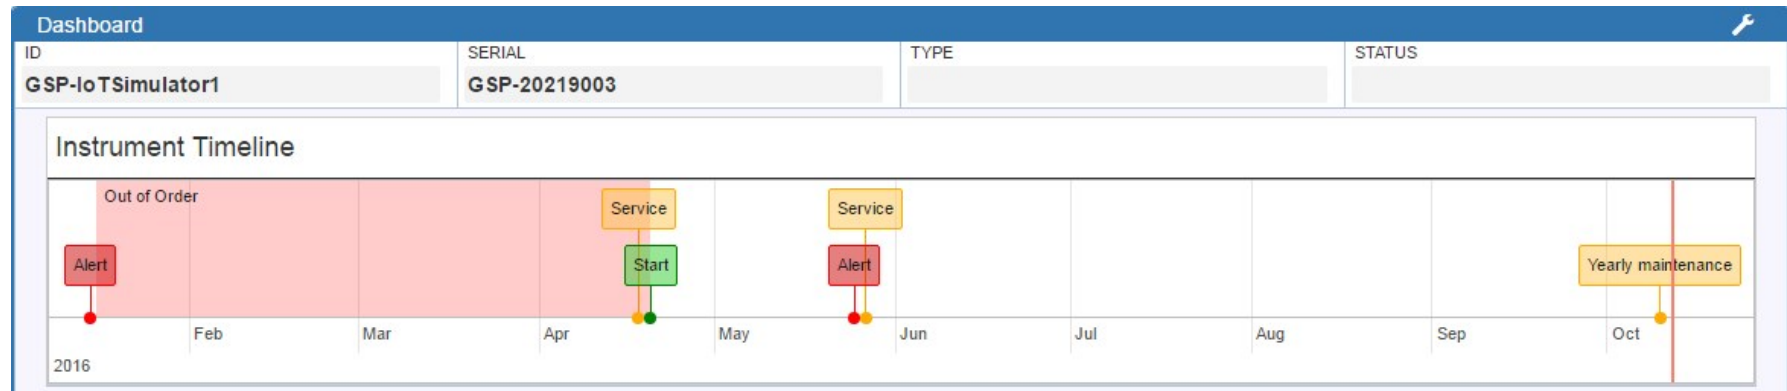 Dashboard
ID SERIAL TYPE STATUS
GSP-IoTSimulator1 GSP-20219003
Instrument Timeline
Out of Order
Service Service
Alert Start Alert Yearly maintenance
Feb Mar Apr May Jun Jul Aug Sep Oct
2016